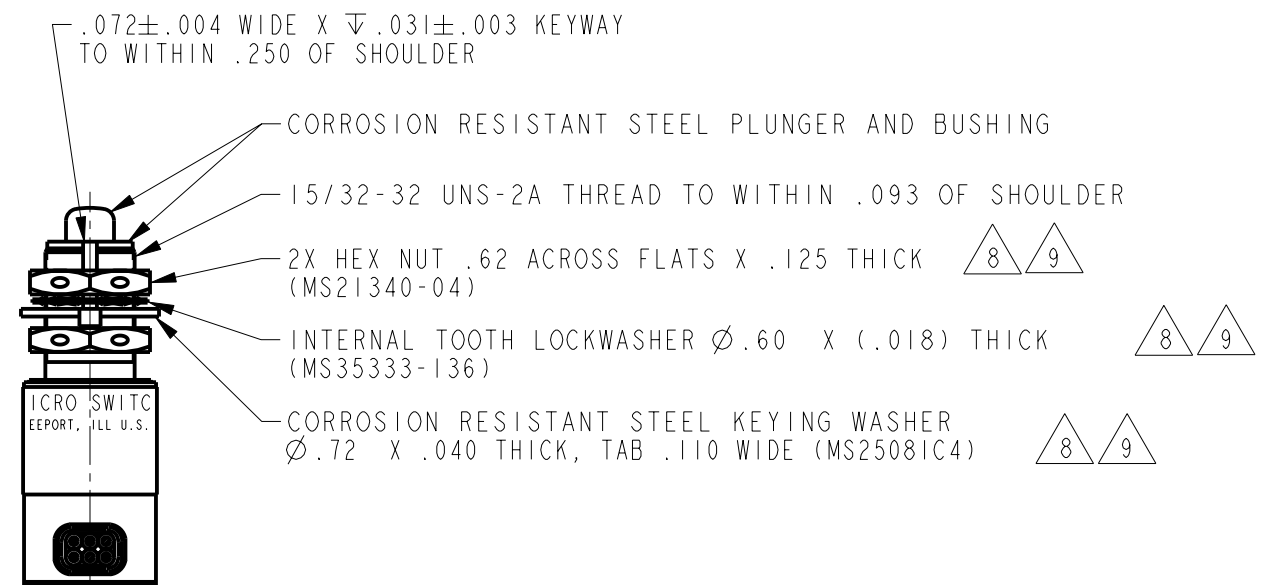 .072±.004 WIDE X ↧.031±.003 KEYWAY
TO WITHIN .250 OF SHOULDER
CORROSION RESISTANT STEEL PLUNGER AND BUSHING
15/32-32 UNS-2A THREAD TO WITHIN .093 OF SHOULDER
2X HEX NUT .62 ACROSS FLATS X .125 THICK 8 9
(MS21340-04)
INTERNAL TOOTH LOCKWASHER Ø.60 X (.018) THICK 8 9
(MS35333-136)
CORROSION RESISTANT STEEL KEYING WASHER
Ø.72 X .040 THICK, TAB .110 WIDE (MS25081C4) 8 9
ICRO SWITC
EEPORT, ILL U.S.